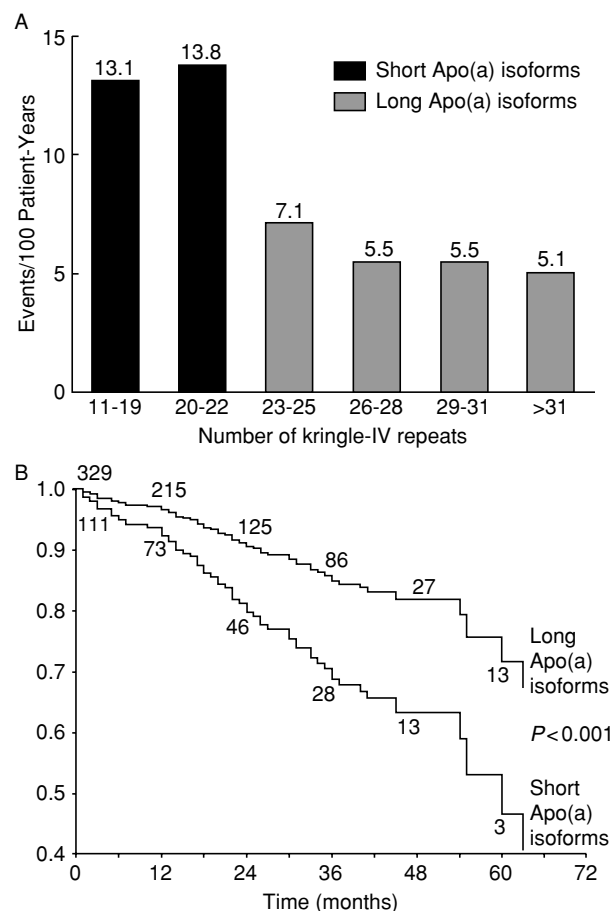 A
15
13.1
13.8
Short Apo(a) isoforms
Long Apo(a) isoforms
10
Events/100 Patient-Years
7.1
5.5
5.5
5.1
5
0
11-19 20-22 23-25 26-28 29-31 >31
Number of kringle-IV repeats
B
1.0
329
215
111
73
125
0.9
86
46
27
0.8
28
13
0.7
13
Long
Apo(a)
isoforms
P<0.001
0.6
Short
Apo(a)
isoforms
0.5
3
0.4
0 12 24 36 48 60 72
Time (months)